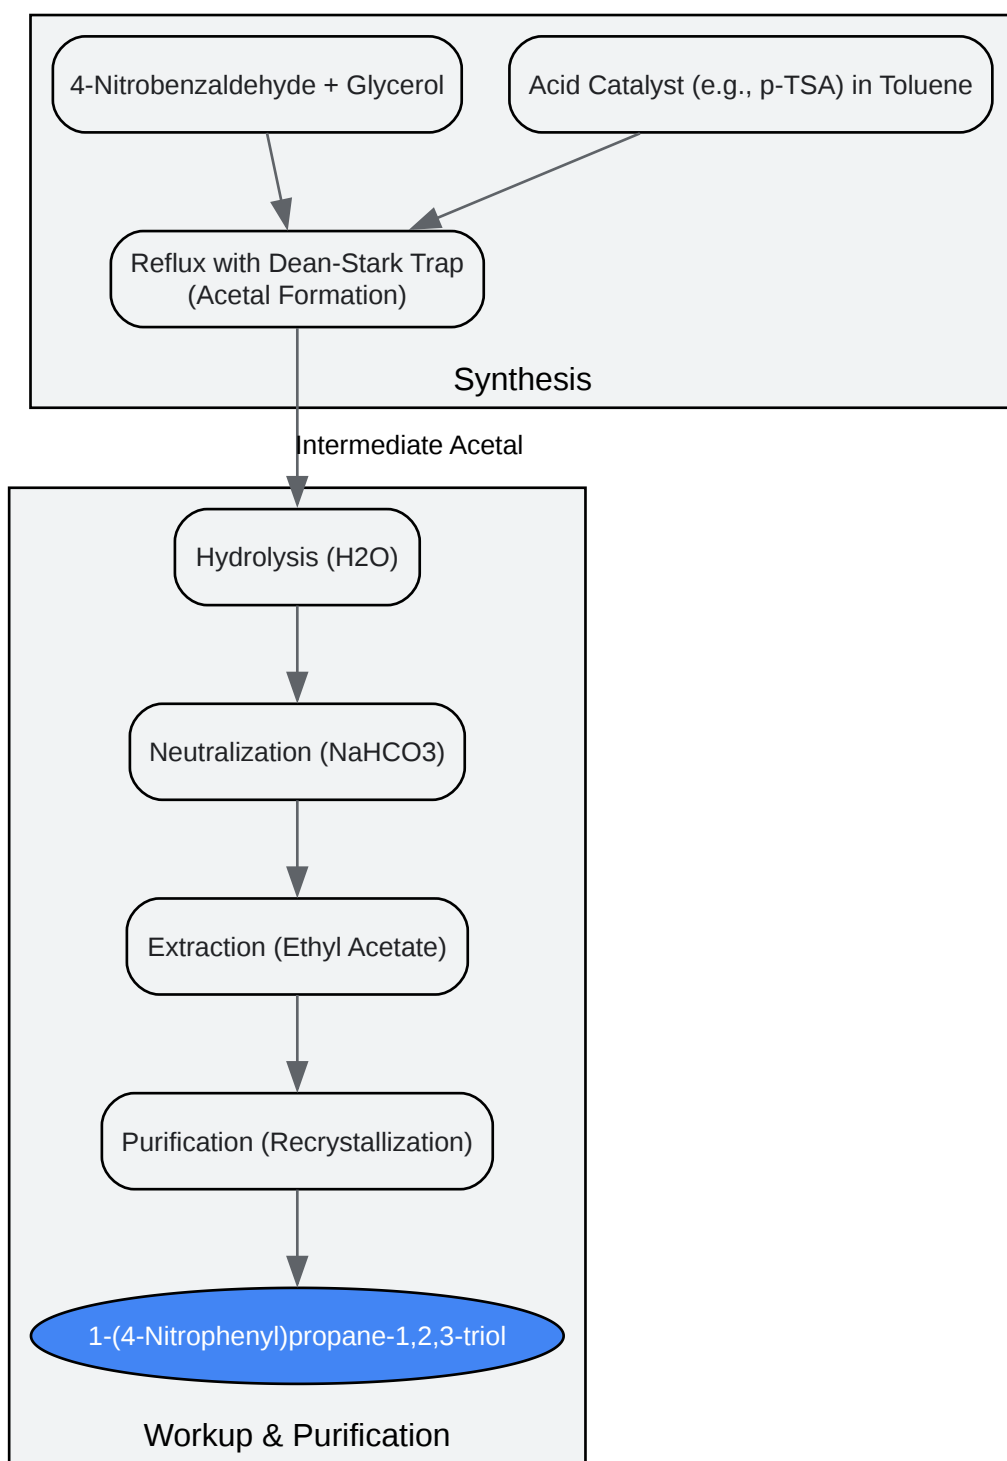 4-Nitrobenzaldehyde + Glycerol
Acid Catalyst (e.g., p-TSA) in Toluene
Reflux with Dean-Stark Trap
(Acetal Formation)
Synthesis
Intermediate Acetal
Hydrolysis (H2O)
Neutralization (NaHCO3)
Extraction (Ethyl Acetate)
Purification (Recrystallization)
1-(4-Nitrophenyl)propane-1,2,3-triol
Workup & Purification